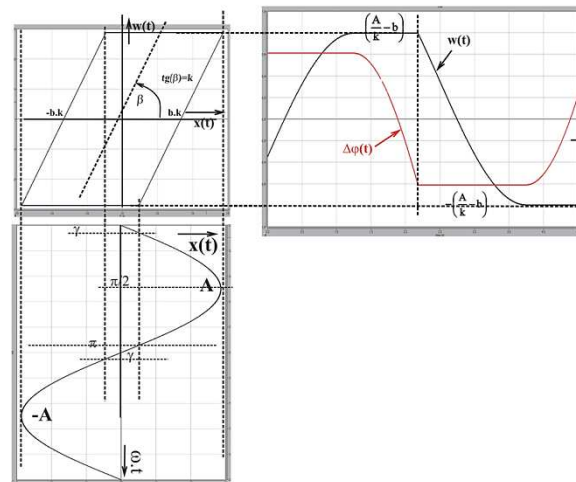 w(t)
tg(β)=k
β
-b.k
b.k
x(t)
(A/k -b)
w(t)
Δφ(t)
-(A/k -b)
γ
x(t)
π/2
A
π
γ
-A
ω.t